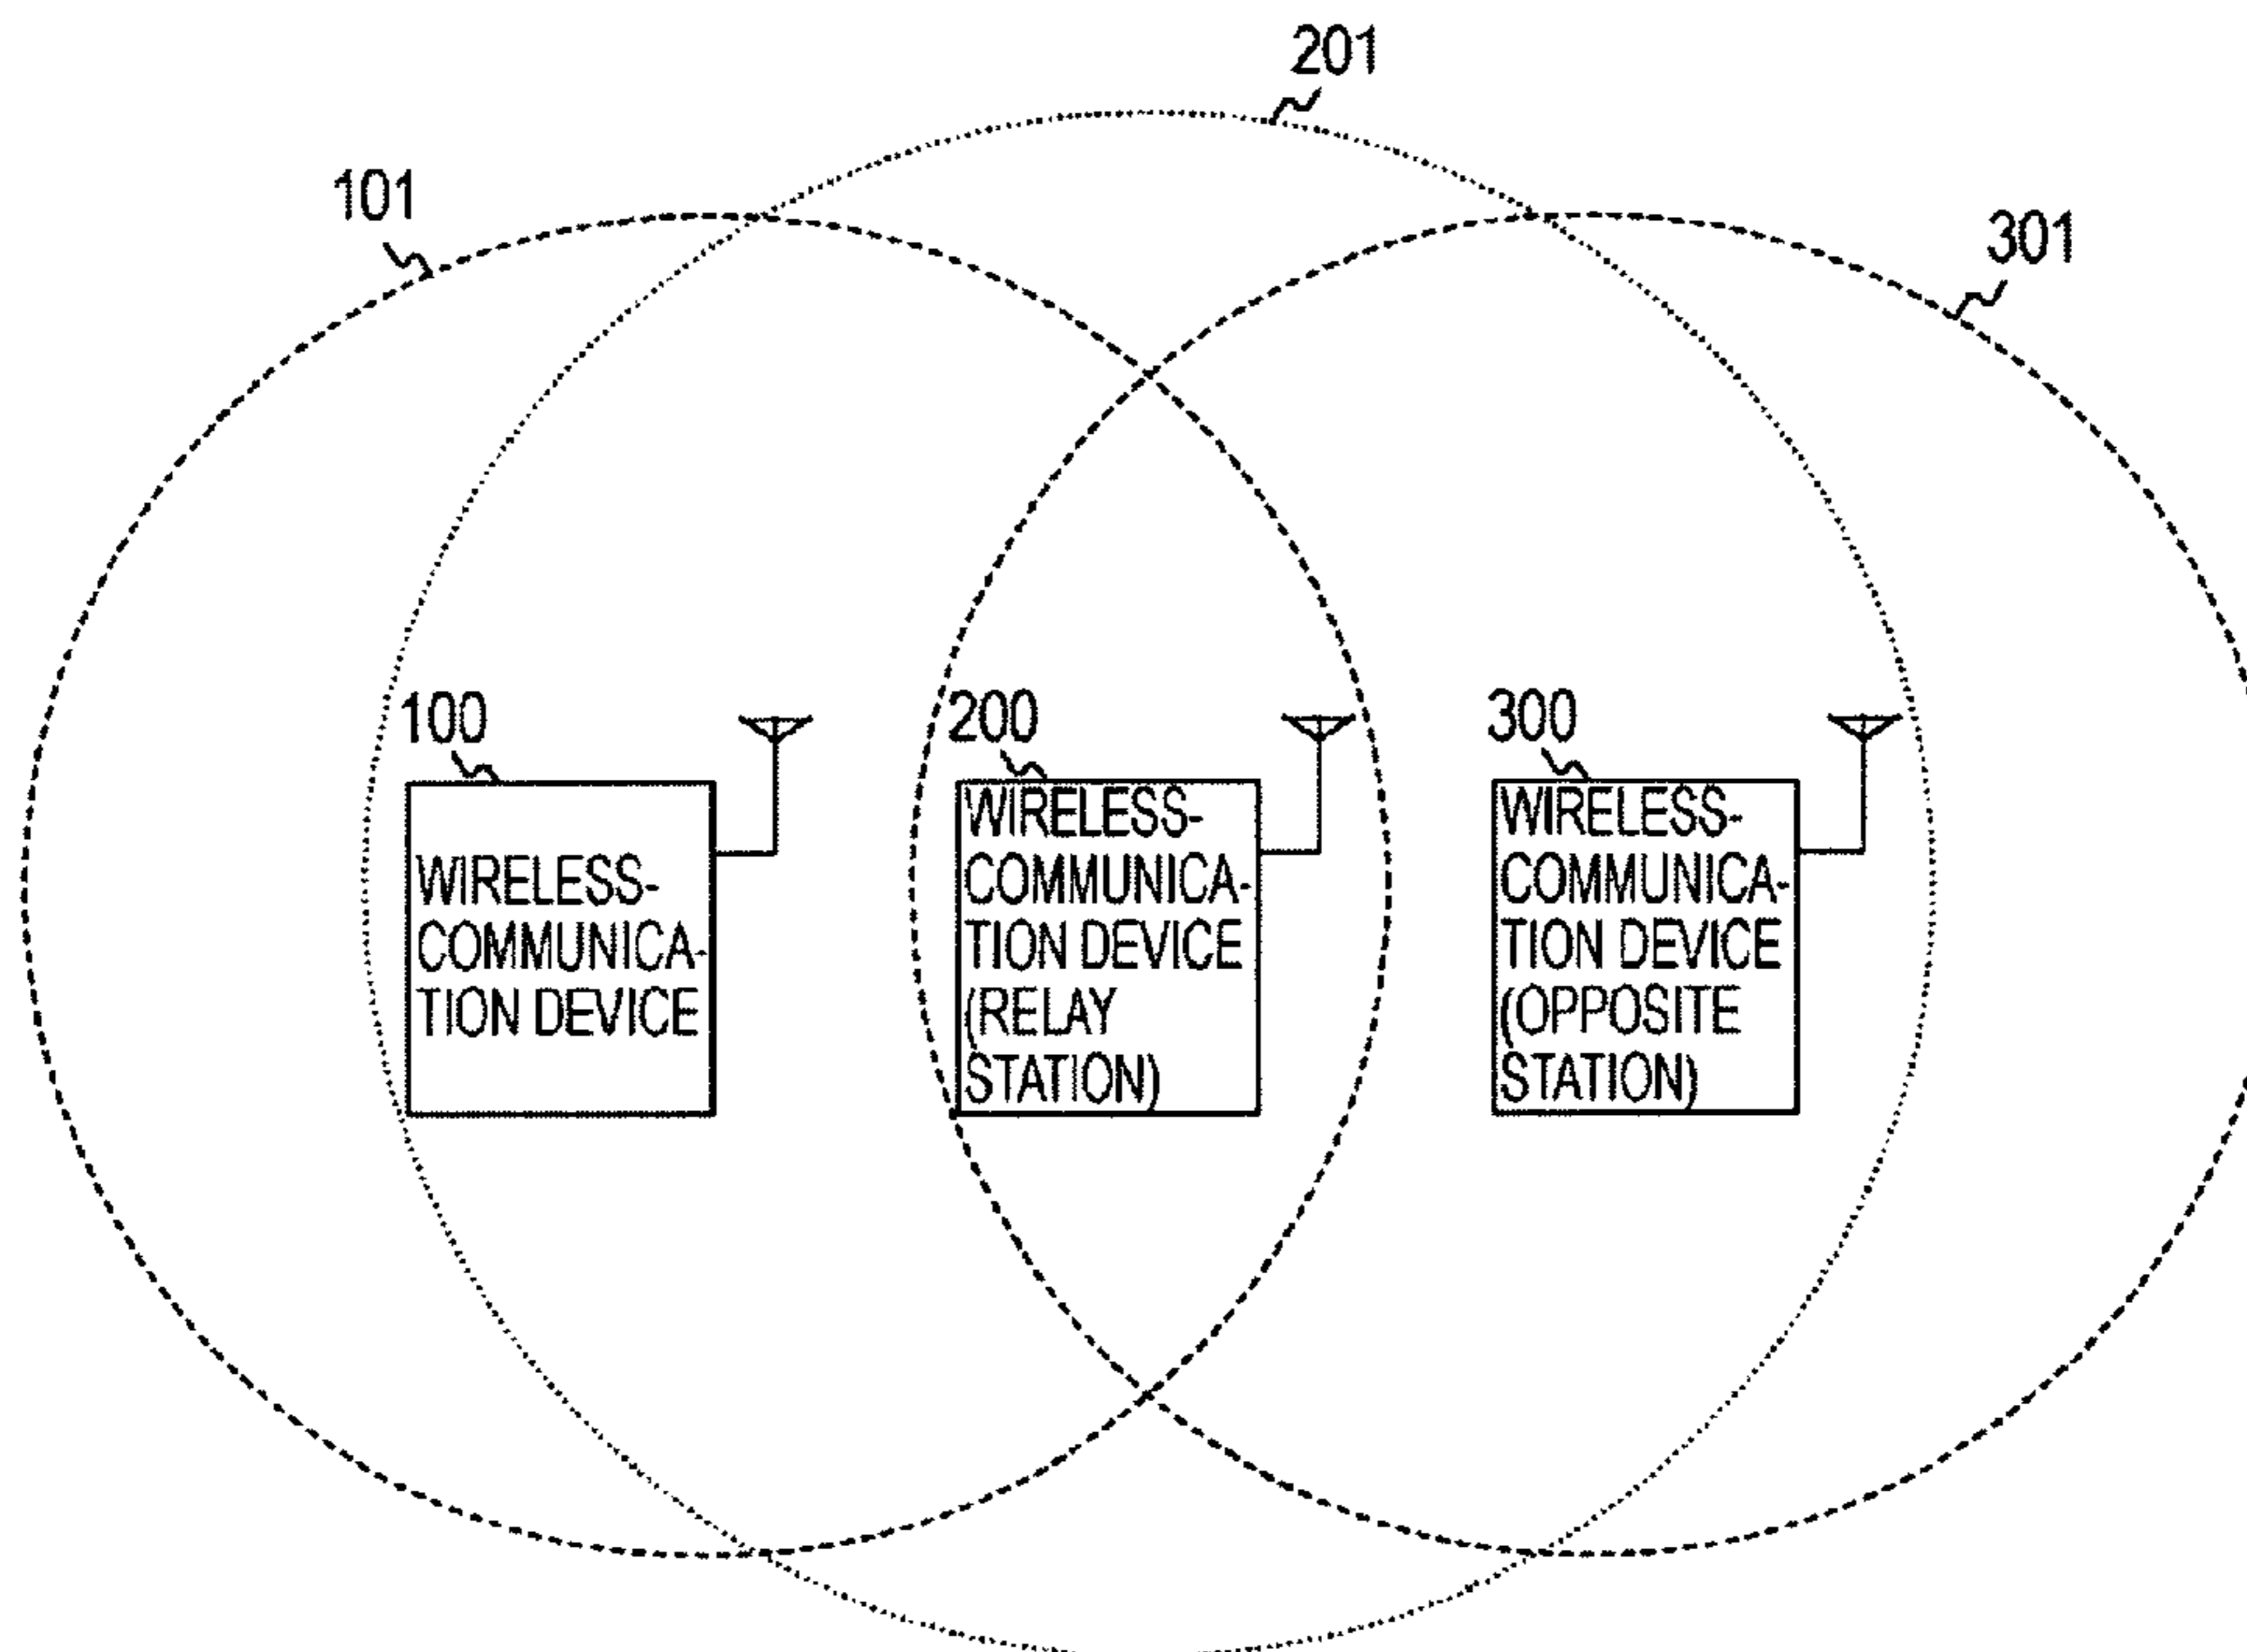 201
101
301
100
WIRELESS-
COMMUNICA-
TION DEVICE
200
WIRELESS-
COMMUNICA-
TION DEVICE
(RELAY
STATION)
300
WIRELESS-
COMMUNICA-
TION DEVICE
(OPPOSITE
STATION)